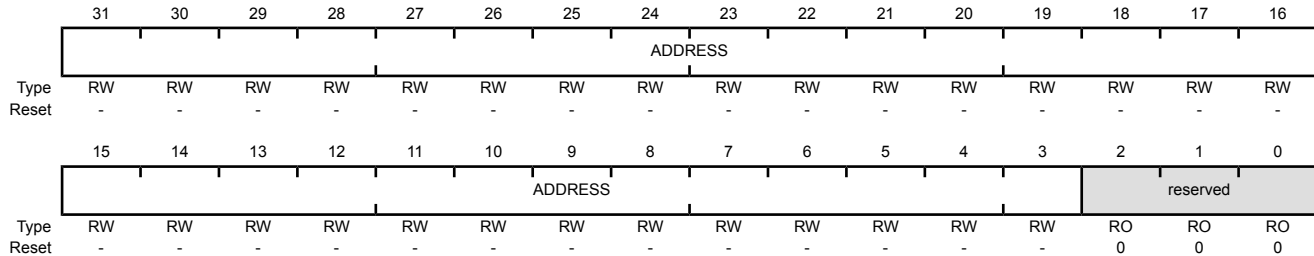 31 30 29 28 27 26 25 24 23 22 21 20 19 18 17 16
ADDRESS
Type RW RW RW RW RW RW RW RW RW RW RW RW RW RW RW RW
Reset - - - - - - - - - - - - - - - -
15 14 13 12 11 10 9 8 7 6 5 4 3 2 1 0
ADDRESS reserved
Type RW RW RW RW RW RW RW RW RW RW RW RW RW RO RO RO
Reset - - - - - - - - - - - - - 0 0 0